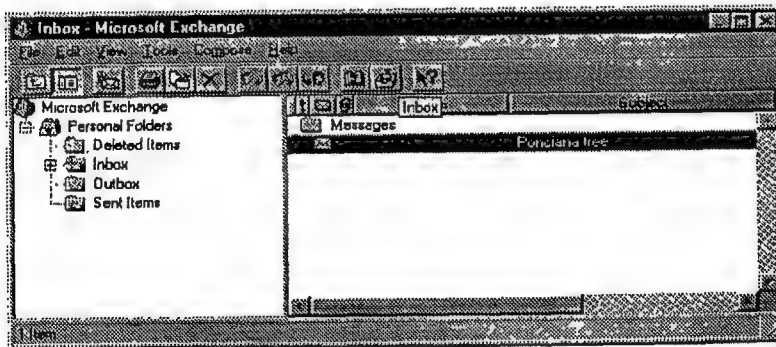 Inbox - Microsoft Exchange
File Edit View Tools Compose Help
Microsoft Exchange
Personal Folders
Deleted Items
Inbox
Outbox
Sent Items
Inbox
Subject
Messages
Ponciana tree
1 Item